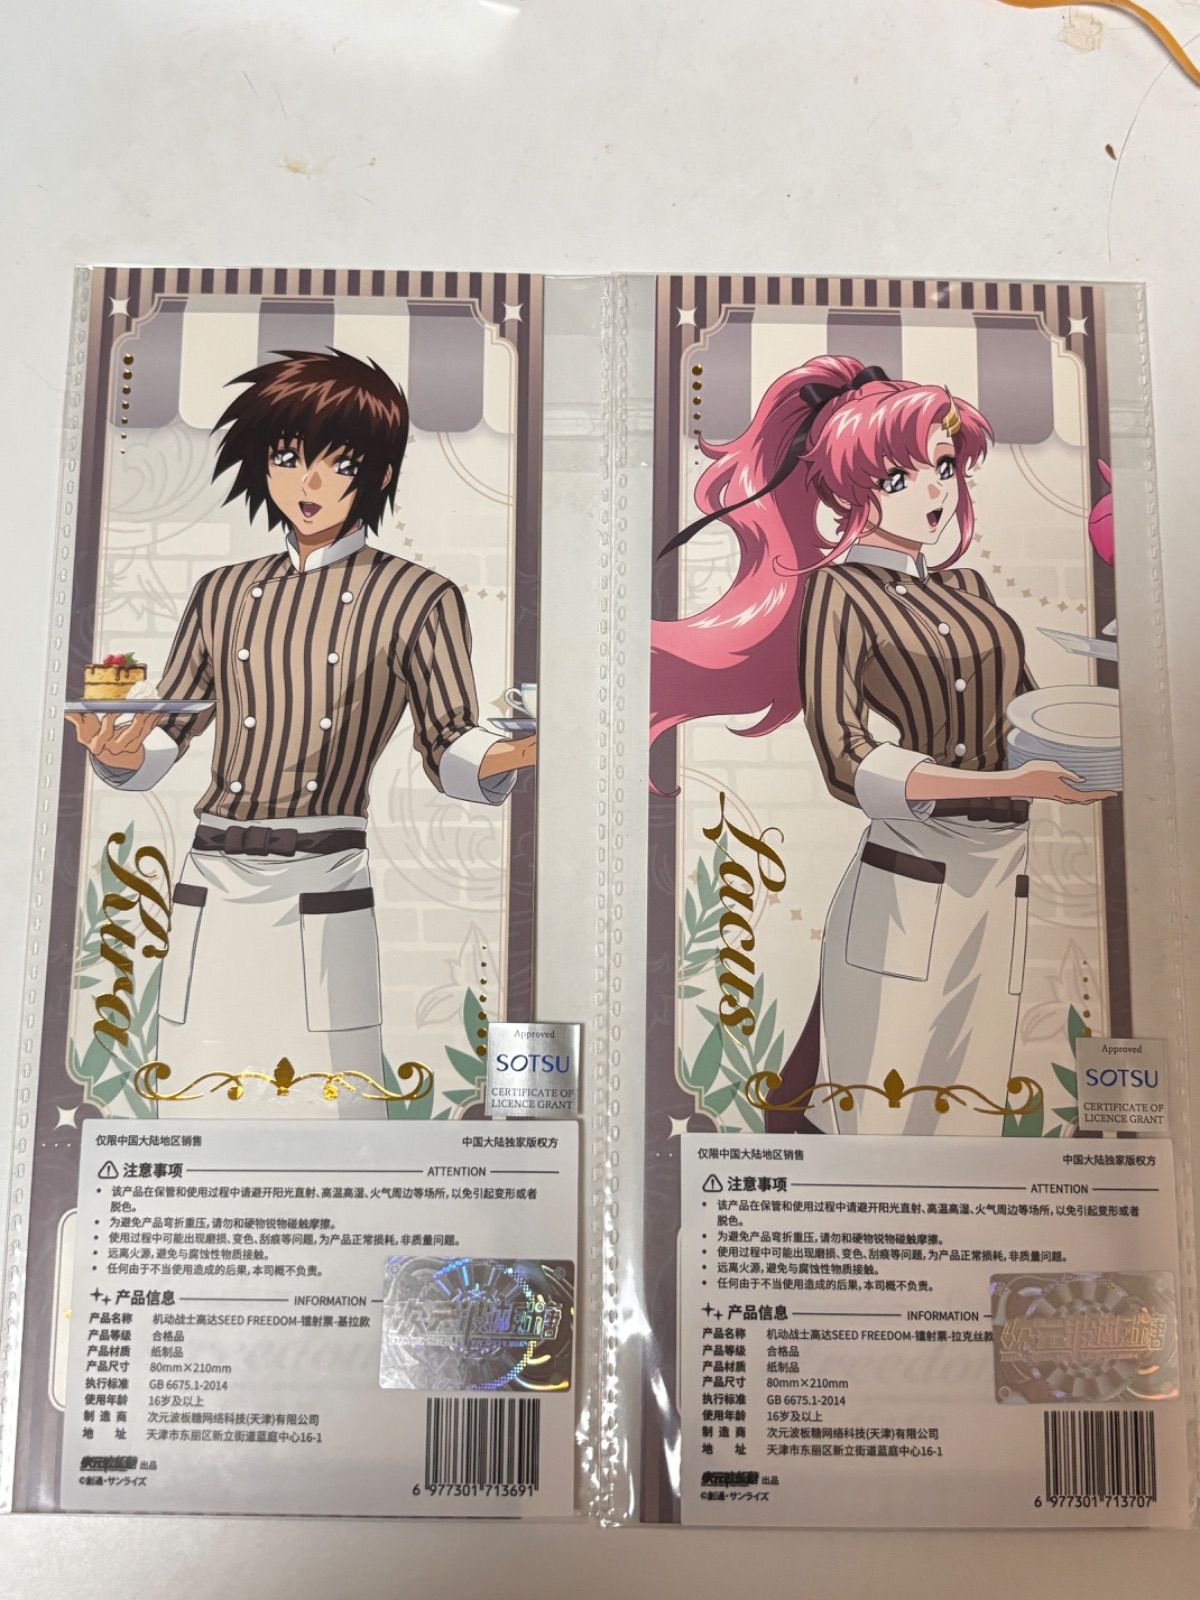 Kira
Approved
SOTSU
CERTIFICATE OF
LICENCE GRANT
仅限中国大陆地区销售
中国大陆独家版权方
注意事项
ATTENTION
• 该产品在保管和使用过程中请避开阳光直射、高温高湿、火气周边等场所,以免引起变形或者
脱色。
• 为避免产品弯折重压,请勿和硬物锐物碰触摩擦。
• 使用过程中可能出现磨损、变色、刮痕等问题,为产品正常损耗,非质量问题。
• 远离火源,避免与腐蚀性物质接触。
• 任何由于不当使用造成的后果,本司概不负责。
产品信息
INFORMATION
产品名称 机动战士高达SEED FREEDOM-镭射票-基拉款
产品等级 合格品
产品材质 纸制品
产品尺寸 80mm×210mm
执行标准 GB 6675.1-2014
使用年龄 16岁及以上
制造商 次元波板糖网络科技(天津)有限公司
地址 天津市东丽区新立街道蓝庭中心16-1
次元波板糖 出品
©創通・サンライズ
6 977301 713691
Lacus
Approved
SOTSU
CERTIFICATE OF
LICENCE GRANT
仅限中国大陆地区销售
中国大陆独家版权方
注意事项
ATTENTION
• 该产品在保管和使用过程中请避开阳光直射、高温高湿、火气周边等场所,以免引起变形或者
脱色。
• 为避免产品弯折重压,请勿和硬物锐物碰触摩擦。
• 使用过程中可能出现磨损、变色、刮痕等问题,为产品正常损耗,非质量问题。
• 远离火源,避免与腐蚀性物质接触。
• 任何由于不当使用造成的后果,本司概不负责。
产品信息
INFORMATION
产品名称 机动战士高达SEED FREEDOM-镭射票-拉克丝款
产品等级 合格品
产品材质 纸制品
产品尺寸 80mm×210mm
执行标准 GB 6675.1-2014
使用年龄 16岁及以上
制造商 次元波板糖网络科技(天津)有限公司
地址 天津市东丽区新立街道蓝庭中心16-1
次元波板糖 出品
©創通・サンライズ
6 977301 713707